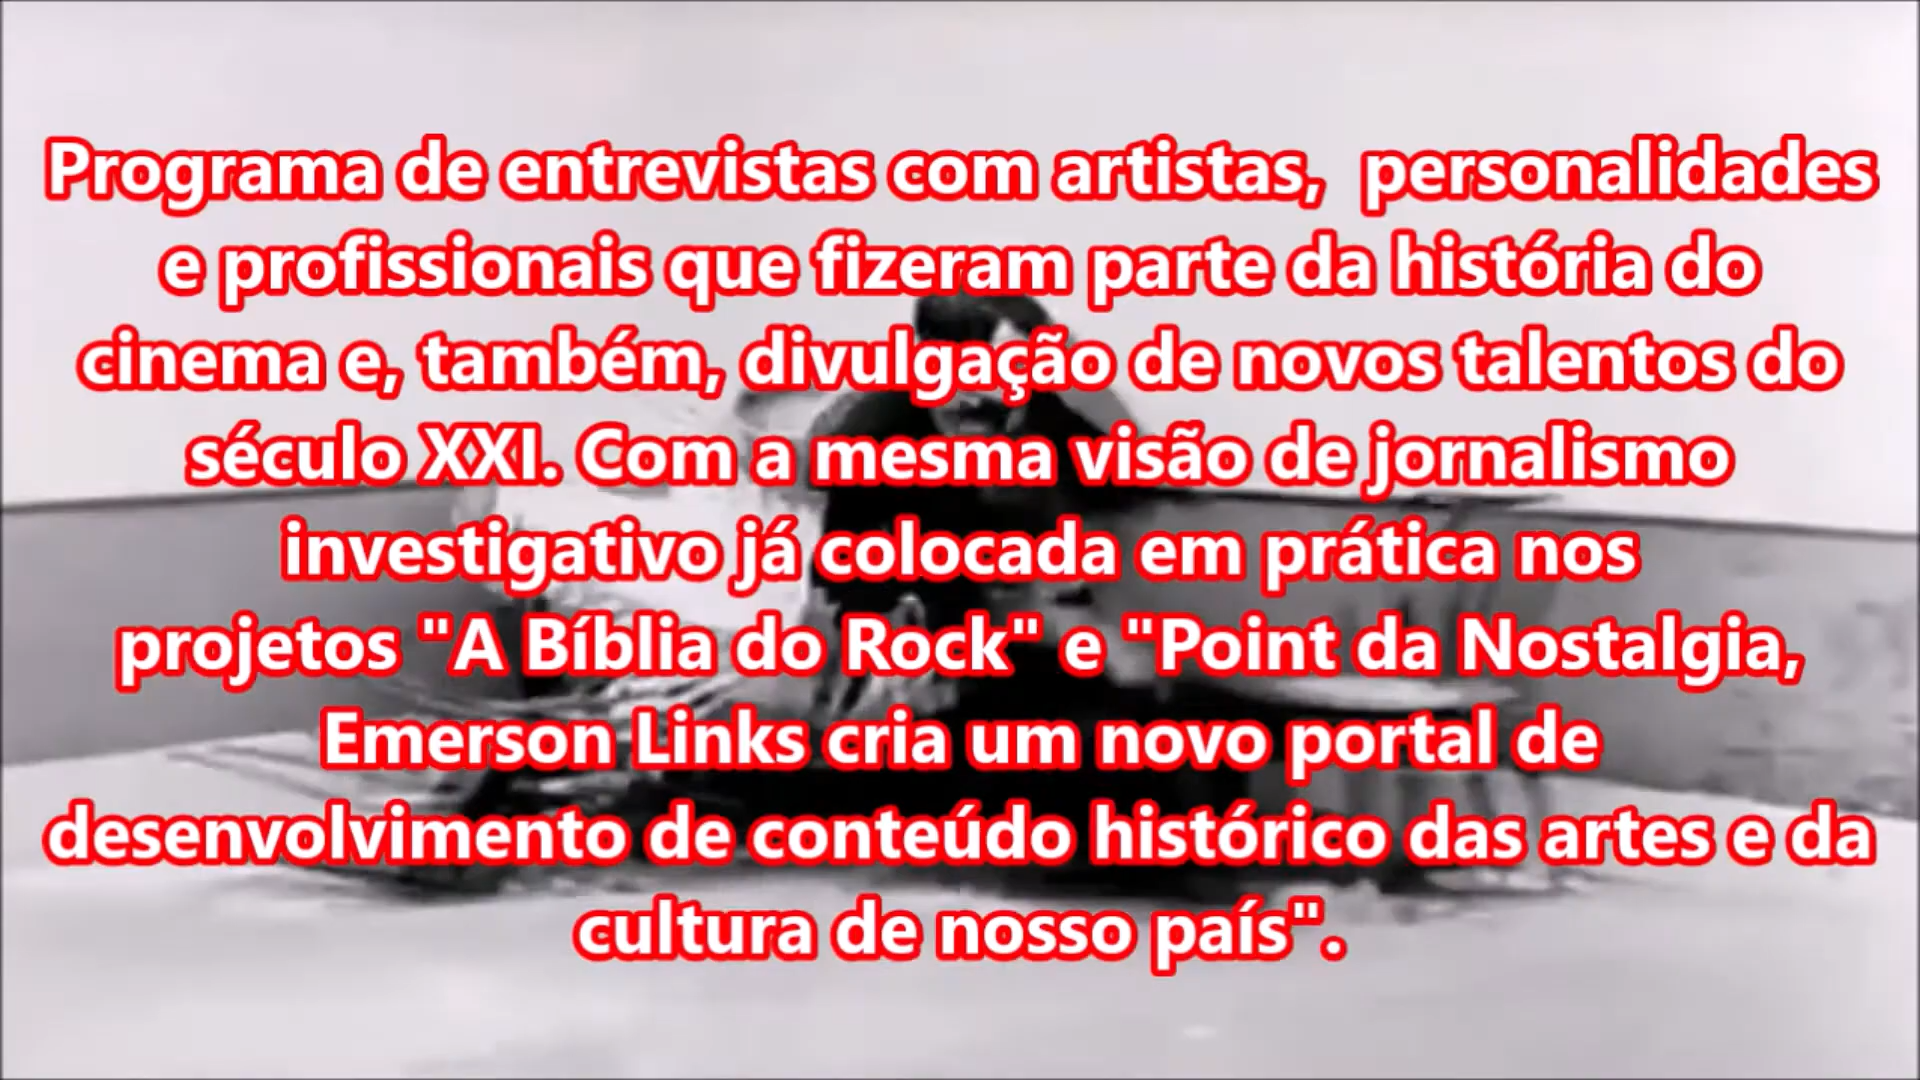 Programa de entrevistas com artistas,  personalidades
e profissionais que fizeram parte da história do
cinema e, também, divulgação de novos talentos do
século XXI. Com a mesma visão de jornalismo
investigativo já colocada em prática nos
projetos "A Bíblia do Rock" e "Point da Nostalgia,
Emerson Links cria um novo portal de
desenvolvimento de conteúdo histórico das artes e da
cultura de nosso país".